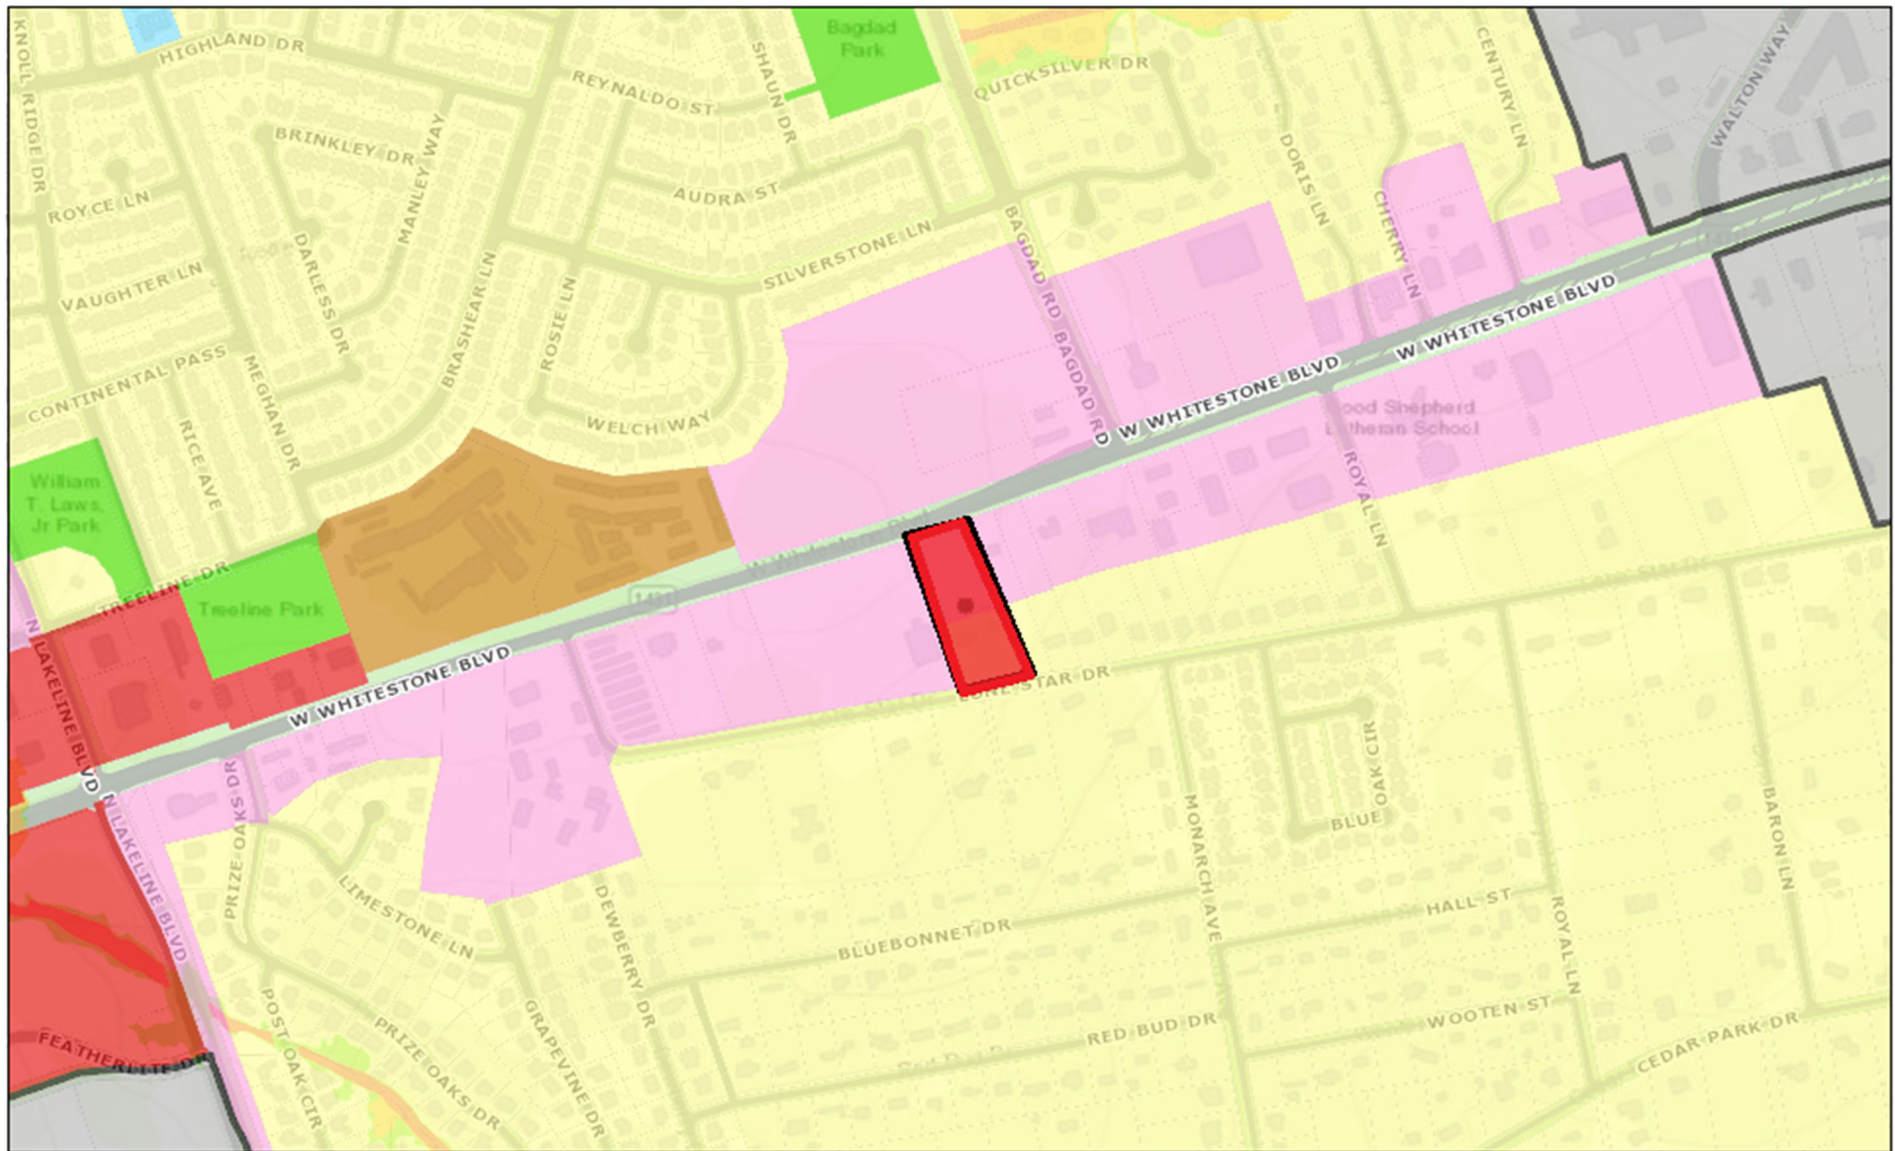 KNOLL RIDGE DR
HIGHLAND DR
REYNALDO ST
SHAUN DR
Bagdad
Park
QUICKSILVER DR
CENTURY LN
WALTON WAY
BRINKLEY DR
MANLEY WAY
DORIS LN
ROYCE LN
AUDRA ST
CHERRY LN
DARLESS DR
SILVERSTONE LN
BAGDAD RD
BAGDAD RD
VAUGHTER LN
BRASHEAR LN
ROSIE LN
W WHITESTONE BLVD
W WHITESTONE BLVD
CONTINENTAL PASS
MEGHAN DR
RICE AVE
WELCH WAY
Good Shepherd
Lutheran School
ROYAL LN
William
T. Laws,
Jr Park
TREELINE DR
Treeline Park
N LAKELINE BLVD
W WHITESTONE BLVD
LONE STAR DR
N LAKELINE BLVD
PRIZE OAKS DR
MONARCH AVE
BLUE
OAK CIR
BARON LN
LIMESTONE LN
DEWBERRY DR
BLUEBONNET DR
HALL ST
ROYAL LN
FEATHERLITE DR
POST OAK CIR
PRIZE OAKS DR
GRAPEVINE DR
RED BUD DR
WOOTEN ST
CEDAR PARK DR